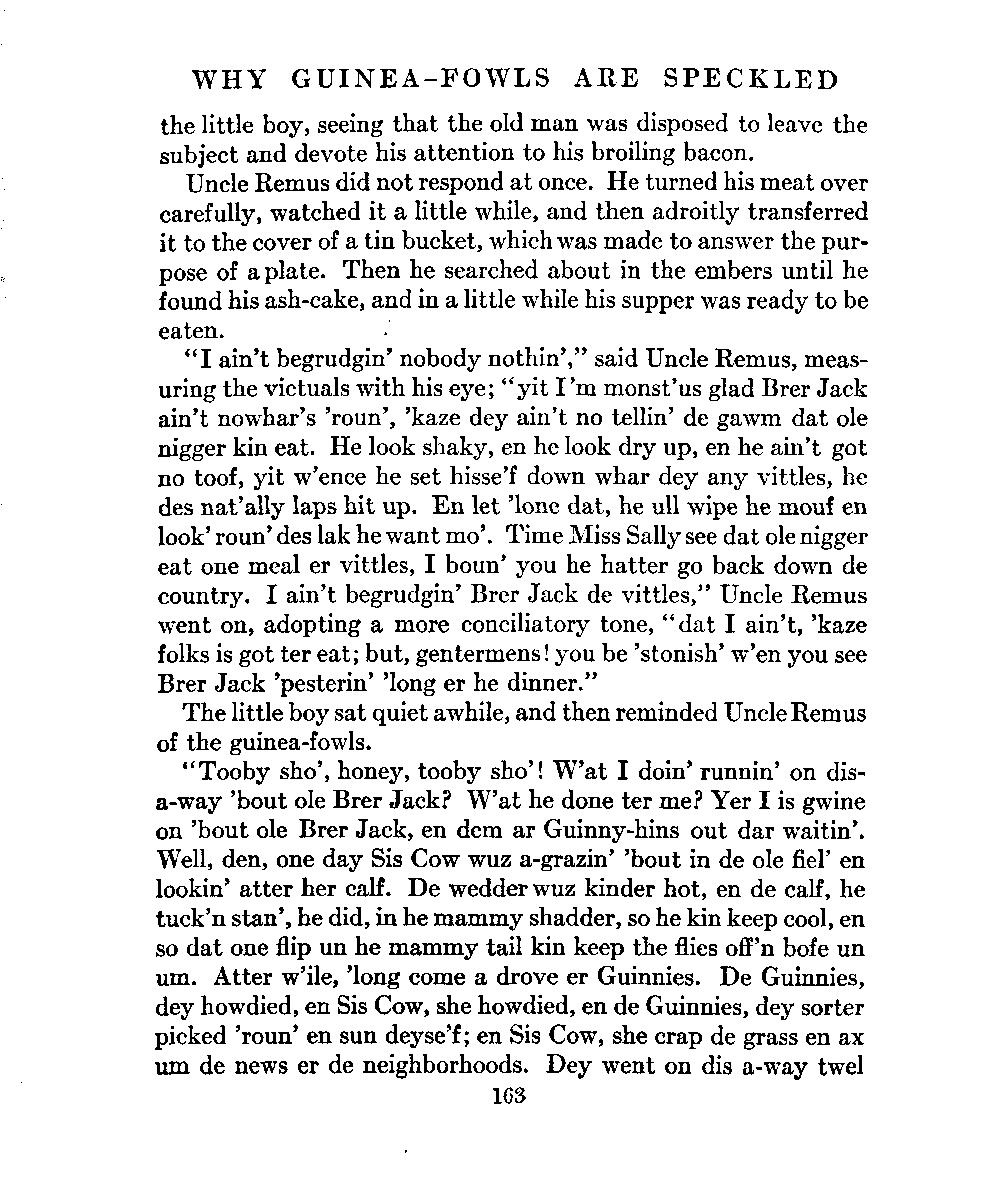 WHY GUINEA-FOWLS ARE SPECKLED
the little boy, seeing that the old man was disposed to leave the
subject and devote his attention to his broiling bacon.
Uncle Remus did not respond at once. He turned his meat over
carefully, watched it a little while, and then adroitly transferred
it to the cover of a tin bucket, which was made to answer the pur-
pose of a plate. Then he searched about in the embers until he
found his ash-cake, and in a little while his supper was ready to be
eaten.
"I ain't begrudgin' nobody nothin'," said Uncle Remus, meas-
uring the victuals with his eye; "yit I'm monst'us glad Brer Jack
ain't nowhar's 'roun', 'kaze dey ain't no tellin' de gawm dat ole
nigger kin eat. He look shaky, en he look dry up, en he ain't got
no toof, yit w'ence he set hisse'f down whar dey any vittles, he
des nat'ally laps hit up. En let 'lone dat, he ull wipe he mouf en
look' roun' des lak he want mo'. Time Miss Sally see dat ole nigger
eat one meal er vittles, I boun' you he hatter go back down de
country. I ain't begrudgin' Brer Jack de vittles," Uncle Remus
went on, adopting a more conciliatory tone, "dat I ain't, 'kaze
folks is got ter eat; but, gentermens! you be 'stonish' w'en you see
Brer Jack 'pesterin' 'long er he dinner."
The little boy sat quiet awhile, and then reminded Uncle Remus
of the guinea-fowls.
"Tooby sho', honey, tooby sho'! W'at I doin' runnin' on dis-
a-way 'bout ole Brer Jack? W'at he done ter me? Yer I is gwine
on 'bout ole Brer Jack, en dem ar Guinny-hins out dar waitin'.
Well, den, one day Sis Cow wuz a-grazin' 'bout in de ole fiel' en
lookin' atter her calf. De wedder wuz kinder hot, en de calf, he
tuck'n stan', he did, in he mammy shadder, so he kin keep cool, en
so dat one flip un he mammy tail kin keep the flies off'n bofe un
um. Atter w'ile, 'long come a drove er Guinnies. De Guinnies,
dey howdied, en Sis Cow, she howdied, en de Guinnies, dey sorter
picked 'roun' en sun deyse'f; en Sis Cow, she crap de grass en ax
um de news er de neighborhoods. Dey went on dis a-way twel
163